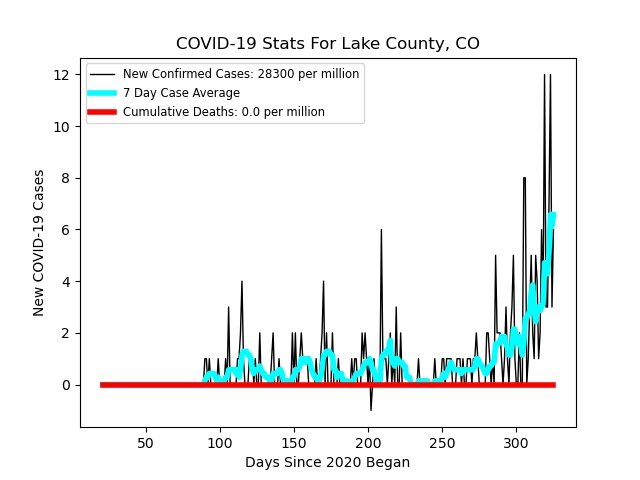 COVID-19 Stats For Lake County, CO
New Confirmed Cases: 28300 per million
7 Day Case Average
Cumulative Deaths: 0.0 per million
New COVID-19 Cases
12
10
8
6
4
2
0
50 100 150 200 250 300
Days Since 2020 Began